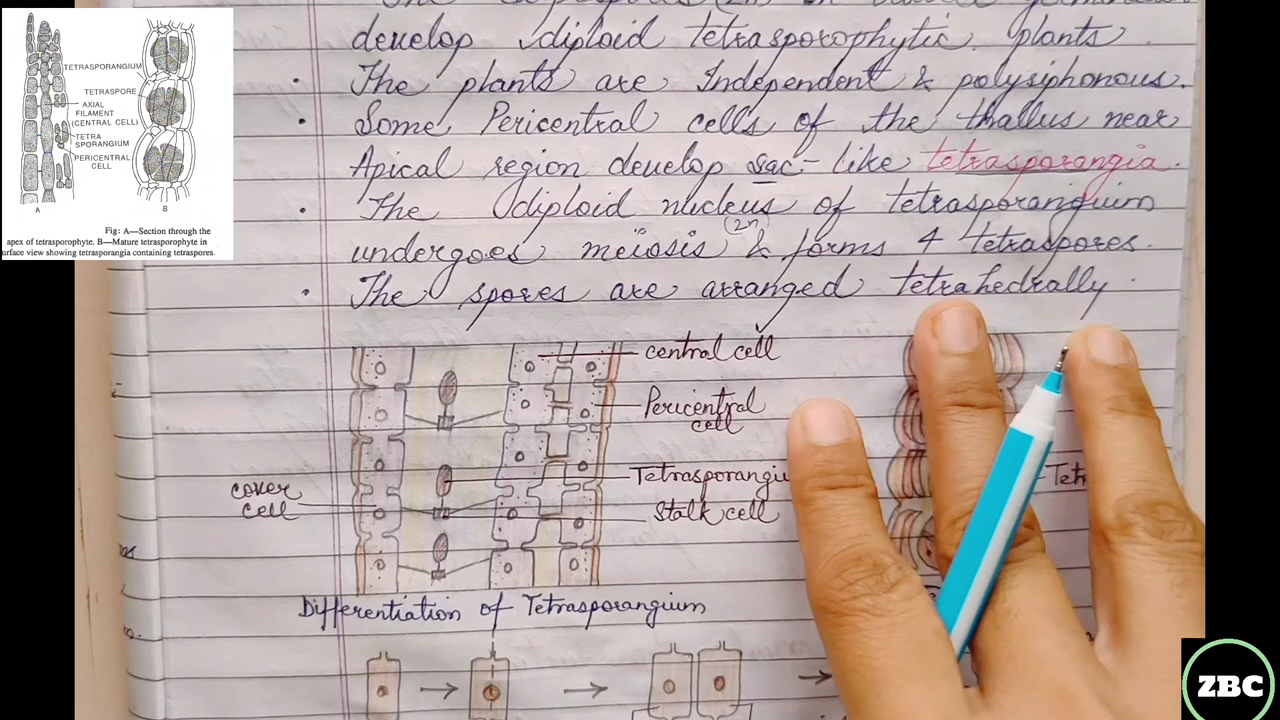 TETRASPORANGIUM
TETRASPORE
AXIAL
FILAMENT
(CENTRAL CELL)
TETRA
SPORANGIUM
PERICENTRAL
CELL
A
B
Fig: A—Section through the
apex of tetrasporophyte. B—Mature tetrasporophyte in
urface view showing tetrasporangia containing tetraspores.
develop diploid tetrasporophytic plants
• The plants are Independent & polysiphonous.
• Some Pericentral cells of the thallus near
Apical region develop sac-like tetrasporangia.
• The diploid nucleus of tetrasporangium
(2n)
undergoes meiosis & forms 4 tetraspores.
• The spores are arranged tetrahedrally.
central cell
Pericentral
cell
Tetrasporangiu
Stalk cell
cover
cell
Tetr
Differentiation of Tetrasporangium
ZBC